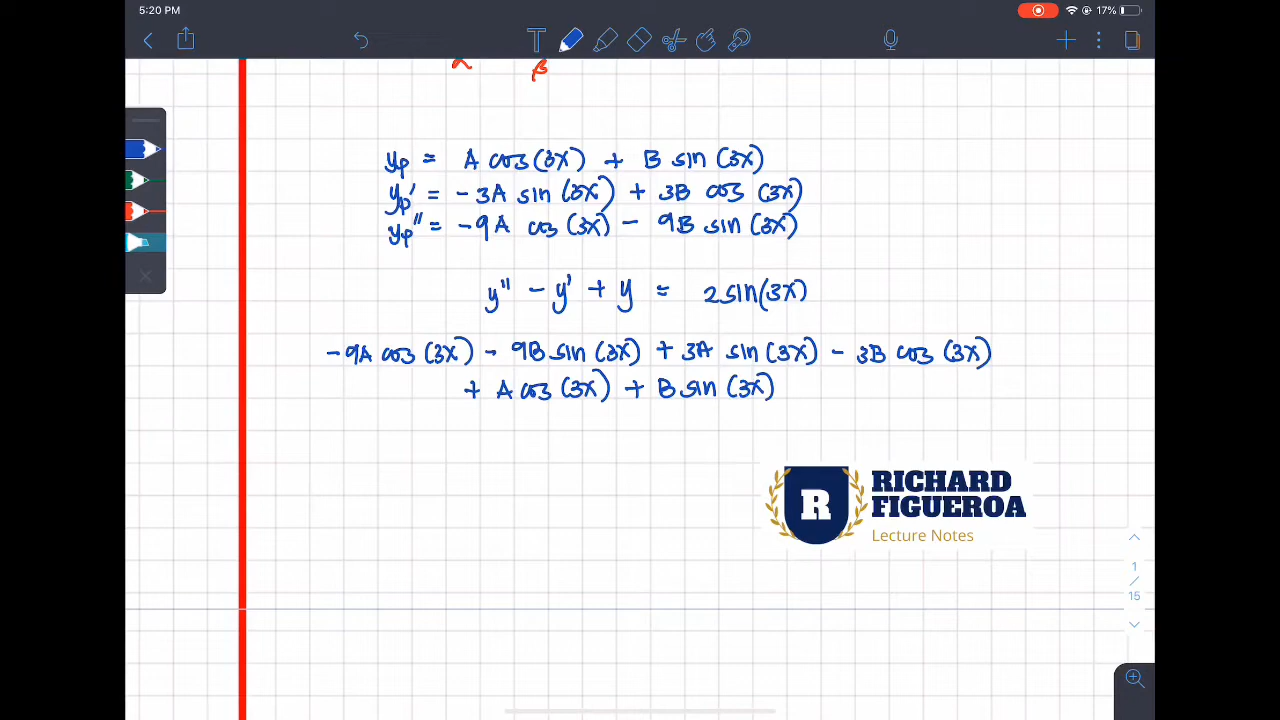 5:20 PM
17%
T
α β
yp = A cos(3x) + B sin(3x)
yp' = -3A sin(3x) + 3B cos(3x)
yp'' = -9A cos(3x) - 9B sin(3x)
y'' - y' + y = 2sin(3x)
-9A cos(3x) - 9B sin(3x) + 3A sin(3x) - 3B cos(3x)
+ A cos(3x) + B sin(3x)
R
RICHARD
FIGUEROA
Lecture Notes
1
/
15